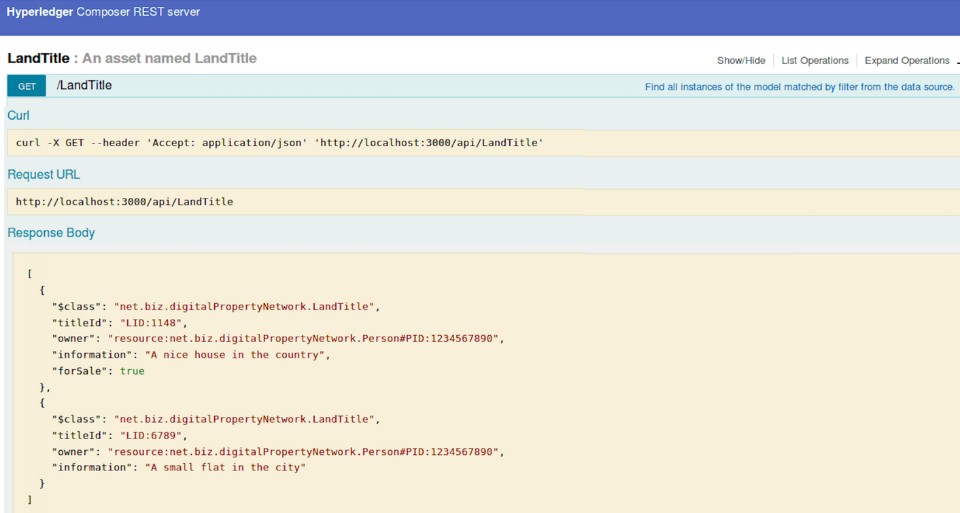 Hyperledger Composer REST server
LandTitle : An asset named LandTitle
Show/Hide List Operations Expand Operations
GET /LandTitle Find all instances of the model matched by filter from the data source.
Curl
curl -X GET --header 'Accept: application/json' 'http://localhost:3000/api/LandTitle'
Request URL
http://localhost:3000/api/LandTitle
Response Body
[
  {
    "$class": "net.biz.digitalPropertyNetwork.LandTitle",
    "titleId": "LID:1148",
    "owner": "resource:net.biz.digitalPropertyNetwork.Person#PID:1234567890",
    "information": "A nice house in the country",
    "forSale": true
  },
  {
    "$class": "net.biz.digitalPropertyNetwork.LandTitle",
    "titleId": "LID:6789",
    "owner": "resource:net.biz.digitalPropertyNetwork.Person#PID:1234567890",
    "information": "A small flat in the city"
  }
]